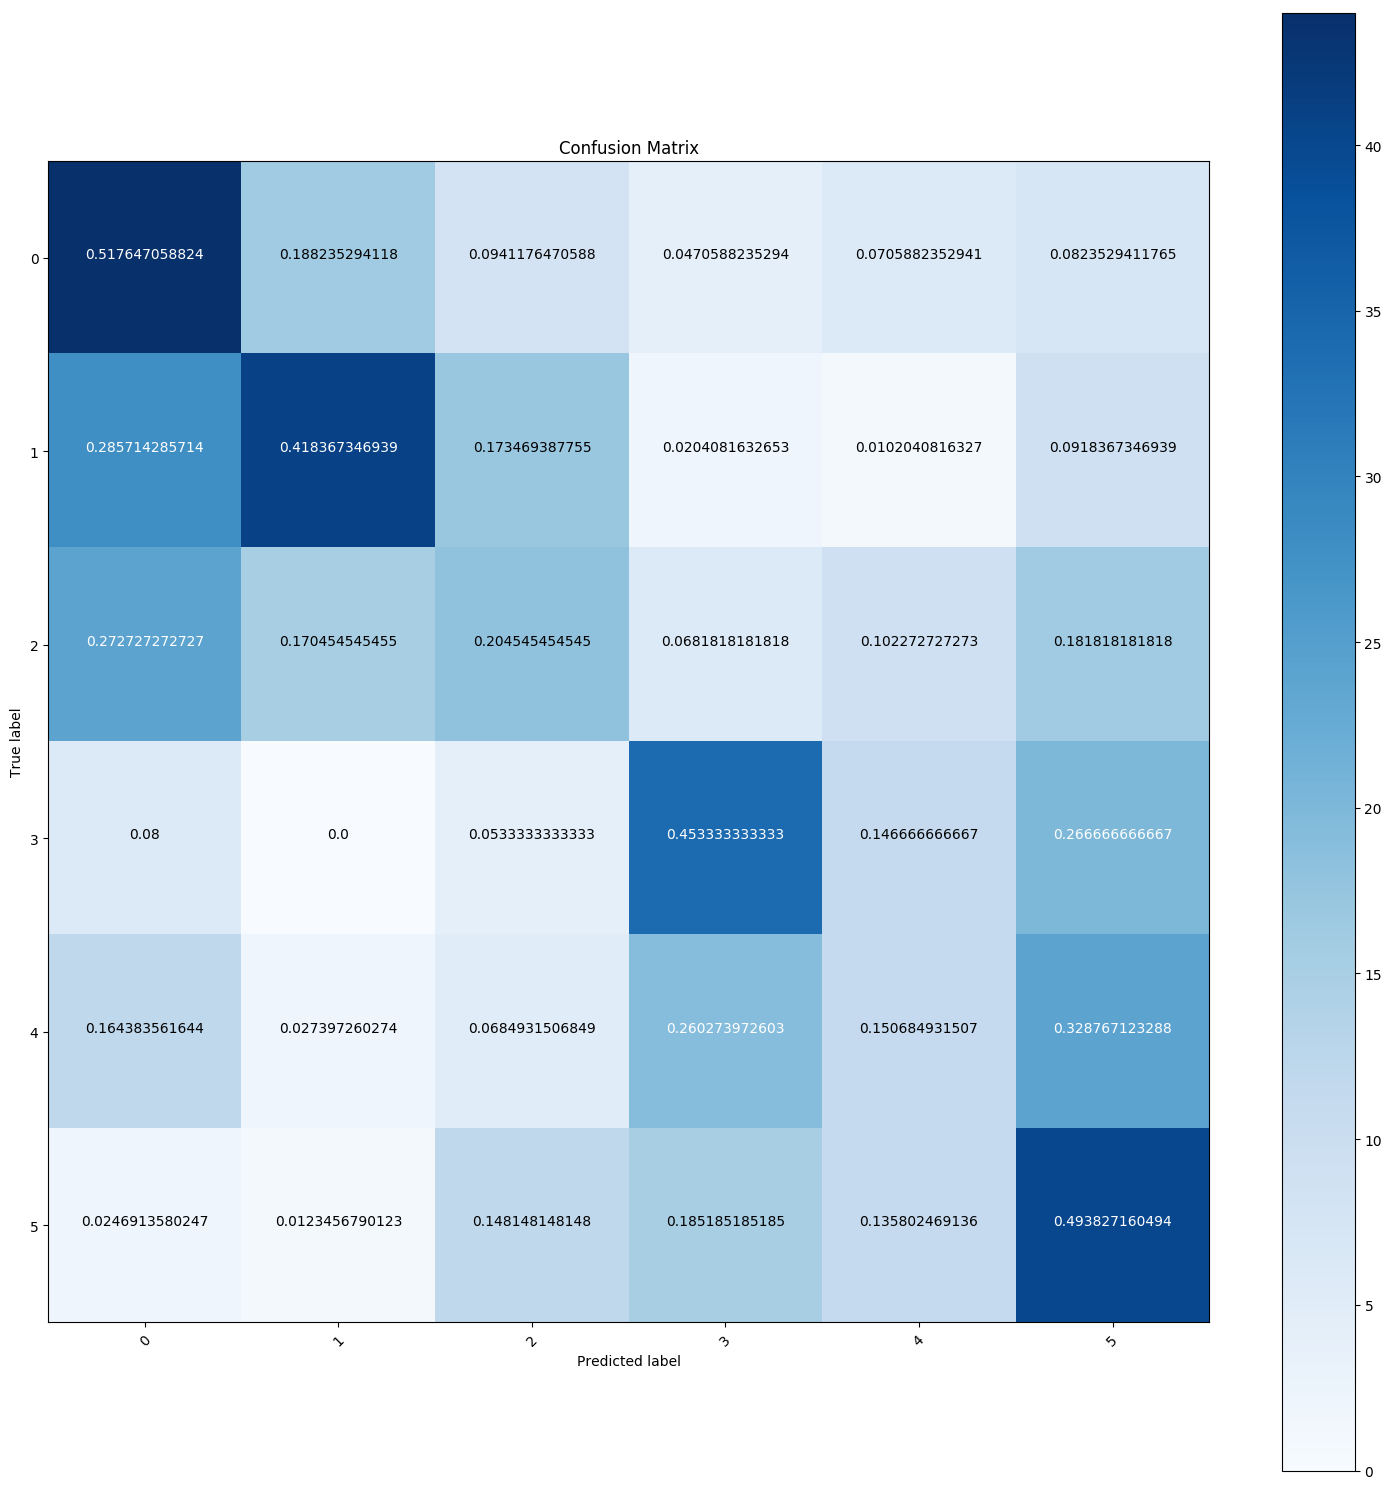 Confusion Matrix
0 0.517647058824 0.188235294118 0.0941176470588 0.0470588235294 0.0705882352941 0.0823529411765
1 0.285714285714 0.418367346939 0.173469387755 0.0204081632653 0.0102040816327 0.0918367346939
2 0.272727272727 0.170454545455 0.204545454545 0.0681818181818 0.102272727273 0.181818181818
3 0.08 0.0 0.0533333333333 0.453333333333 0.146666666667 0.266666666667
4 0.164383561644 0.027397260274 0.0684931506849 0.260273972603 0.150684931507 0.328767123288
5 0.0246913580247 0.0123456790123 0.148148148148 0.185185185185 0.135802469136 0.493827160494
0 1 2 3 4 5
Predicted label
True label
40
35
30
25
20
15
10
5
0